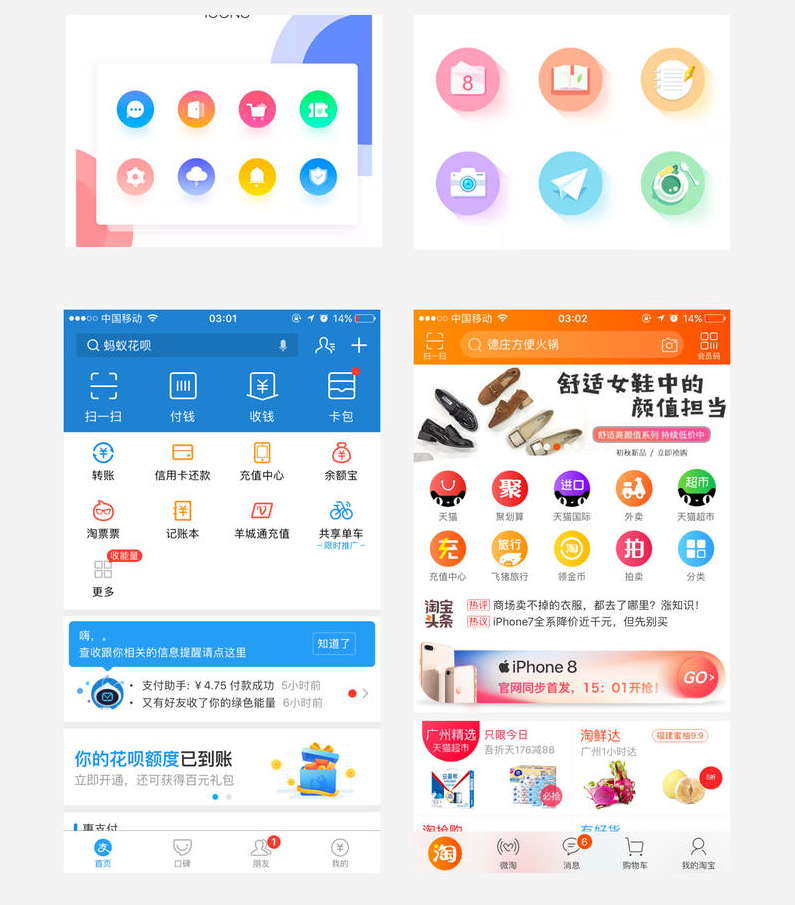 ICONS
8
中国移动 03:01 14%
蚂蚁花呗
扫一扫 付钱 收钱 卡包
转账 信用卡还款 充值中心 余额宝
淘票票 记账本 羊城通充值 共享单车
限时推广
收能量
更多
嗨，。
查收跟你相关的信息提醒请点这里
知道了
支付助手: ¥4.75 付款成功 5小时前
又有好友收了你的绿色能量 6小时前
你的花呗额度已到账
立即开通，还可获得百元礼包
惠支付
支
1
首页 口碑 朋友 我的
中国移动 03:02 14%
扫一扫
德庄方便火锅
会员码
舒适女鞋中的
颜值担当
舒适高颜值系列 持续低价中
初秋新品 / 立即抢购
聚 进口 超市
天猫 聚划算 天猫国际 外卖 天猫超市
充 旅行 淘 拍
充值中心 飞猪旅行 领金币 拍卖 分类
淘宝
头条
热评 商场卖不掉的衣服，都去了哪里？涨知识！
热议 iPhone7全系降价近千元，但先别买
iPhone 8
官网同步首发，15：01开抢！
GO>
广州精选
天猫超市
只限今日
吾折天176减88
必抢
淘鲜达
福建蜜柚9.9
广州1小时达
5折
淘抢购 有好货
淘
6
微淘 消息 购物车 我的淘宝